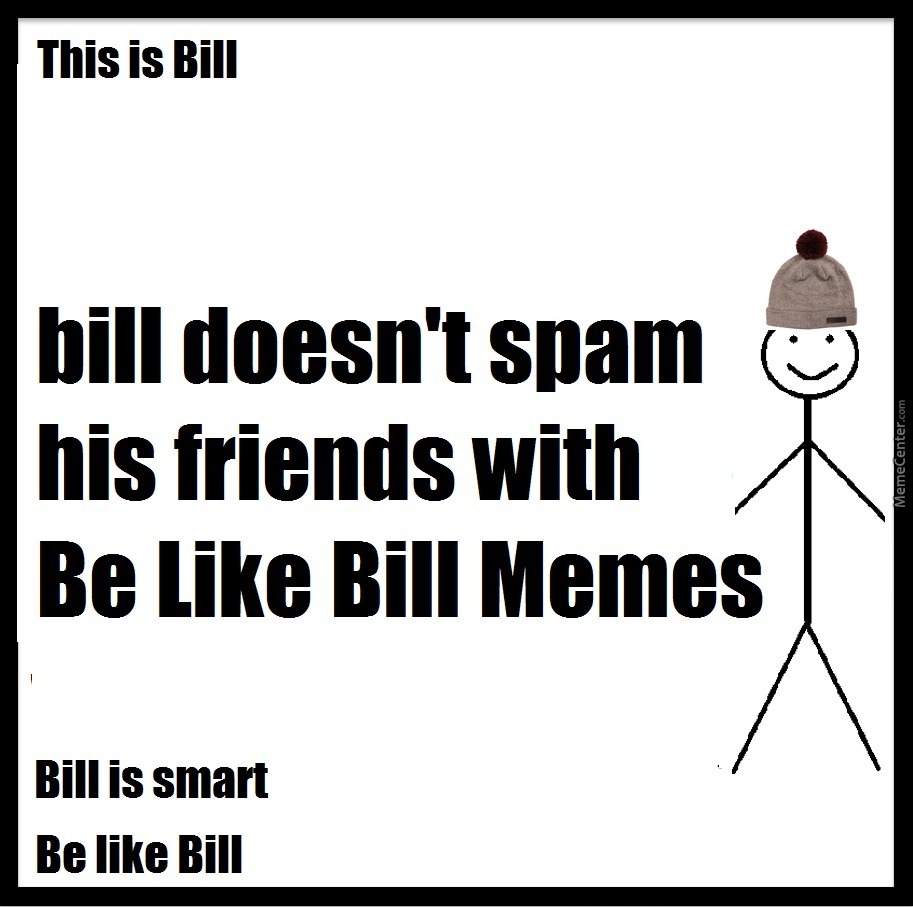 This is Bill
bill doesn't spam
his friends with
Be Like Bill Memes
Bill is smart
Be like Bill
MemeCenter.com